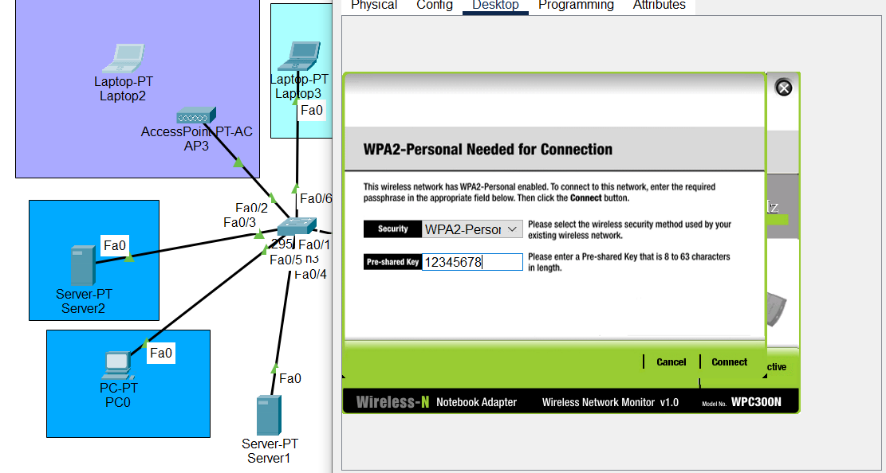 Physical Config Desktop Programming Attributes
Laptop-PT
Laptop2
Laptop-PT
Laptop3
Fa0
AccessPoint-PT-AC
AP3
Fa0/2
Fa0/6
Fa0/3
Fa0
295 Fa0/1
Fa0/5
Fa0/4
Server-PT
Server2
Fa0
PC-PT
PC0
Fa0
Server-PT
Server1
WPA2-Personal Needed for Connection
This wireless network has WPA2-Personal enabled. To connect to this network, enter the required
passphrase in the appropriate field below. Then click the Connect button.
Security WPA2-Persor Please select the wireless security method used by your
existing wireless network.
Pre-shared Key 12345678 Please enter a Pre-shared Key that is 8 to 63 characters
in length.
Cancel Connect
ctive
Wireless-N Notebook Adapter Wireless Network Monitor v1.0 Model No. WPC300N